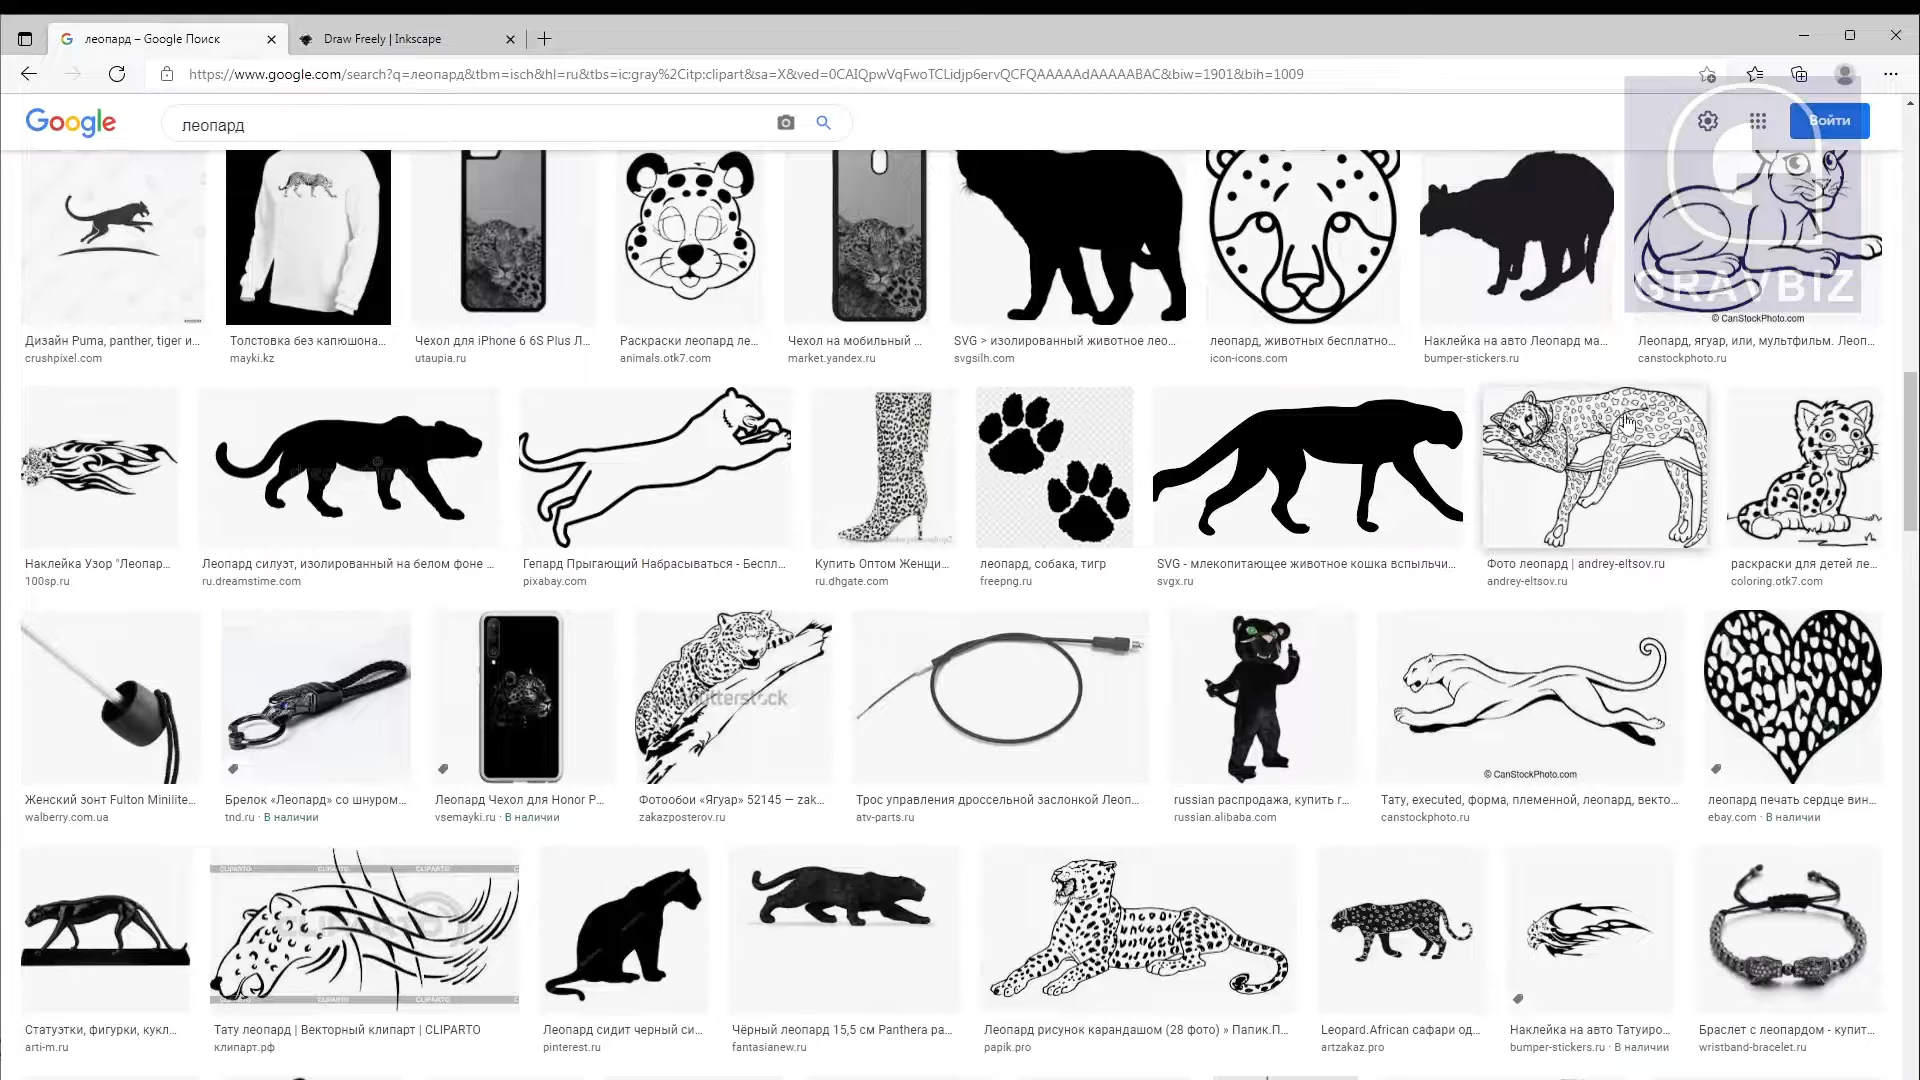 леопард – Google Поиск
Draw Freely | Inkscape
https://www.google.com/search?q=леопард&tbm=isch&hl=ru&tbs=ic:gray%2Citp:clipart&sa=X&ved=0CAIQpwVqFwoTCLidjp6ervQCFQAAAAAdAAAAABAC&biw=1901&bih=1009
Google
леопард
Войти
GRAVBIZ
© CanStockPhoto.com
Дизайн Puma, panther, tiger и...
Толстовка без капюшона...
Чехол для iPhone 6 6S Plus Л...
Раскраски леопард ле...
Чехол на мобильный ...
SVG > изолированный животное лео...
леопард, животных бесплатно...
Наклейка на авто Леопард ма...
Леопард, ягуар, или, мультфильм. Леоп...
crushpixel.com
mayki.kz
utaupia.ru
animals.otk7.com
market.yandex.ru
svgsilh.com
icon-icons.com
bumper-stickers.ru
canstockphoto.ru
Наклейка Узор "Леопар...
Леопард силуэт, изолированный на белом фоне ...
Гепард Прыгающий Набрасываться - Беспл...
Купить Оптом Женщи...
леопард, собака, тигр
SVG - млекопитающее животное кошка вспыльчи...
Фото леопард | andrey-eltsov.ru
раскраски для детей ле...
100sp.ru
ru.dreamstime.com
pixabay.com
ru.dhgate.com
freepng.ru
svgx.ru
andrey-eltsov.ru
coloring.otk7.com
© CanStockPhoto.com
Женский зонт Fulton Minilite...
Брелок «Леопард» со шнуром...
Леопард Чехол для Honor P...
Фотообои «Ягуар» 52145 — zak...
Трос управления дроссельной заслонкой Леоп...
russian распродажа, купить r...
Тату, executed, форма, племенной, леопард, векто...
леопард печать сердце вин...
walberry.com.ua
tnd.ru · В наличии
vsemayki.ru · В наличии
zakazposterov.ru
atv-parts.ru
russian.alibaba.com
canstockphoto.ru
ebay.com · В наличии
CLIPARTO
CLIPARTO
CLIPARTO
CLIPARTO
Статуэтки, фигурки, кукл...
Тату леопард | Векторный клипарт | CLIPARTO
Леопард сидит черный си...
Чёрный леопард 15,5 см Panthera pa...
Леопард рисунок карандашом (28 фото) » Папик.П...
Leopard.African сафари од...
Наклейка на авто Татуиро...
Браслет с леопардом - купит...
arti-m.ru
клипарт.рф
pinterest.ru
fantasianew.ru
papik.pro
artzakaz.pro
bumper-stickers.ru · В наличии
wristband-bracelet.ru